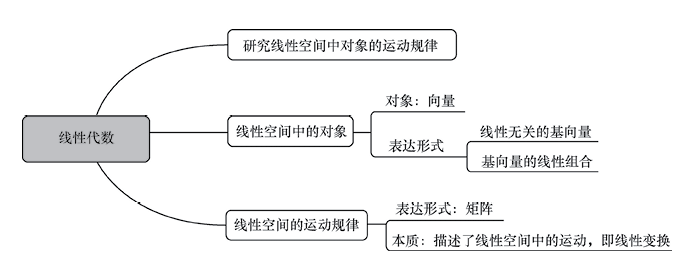 线性代数
研究线性空间中对象的运动规律
线性空间中的对象
对象：向量
表达形式
线性无关的基向量
基向量的线性组合
线性空间的运动规律
表达形式：矩阵
本质：描述了线性空间中的运动，即线性变换